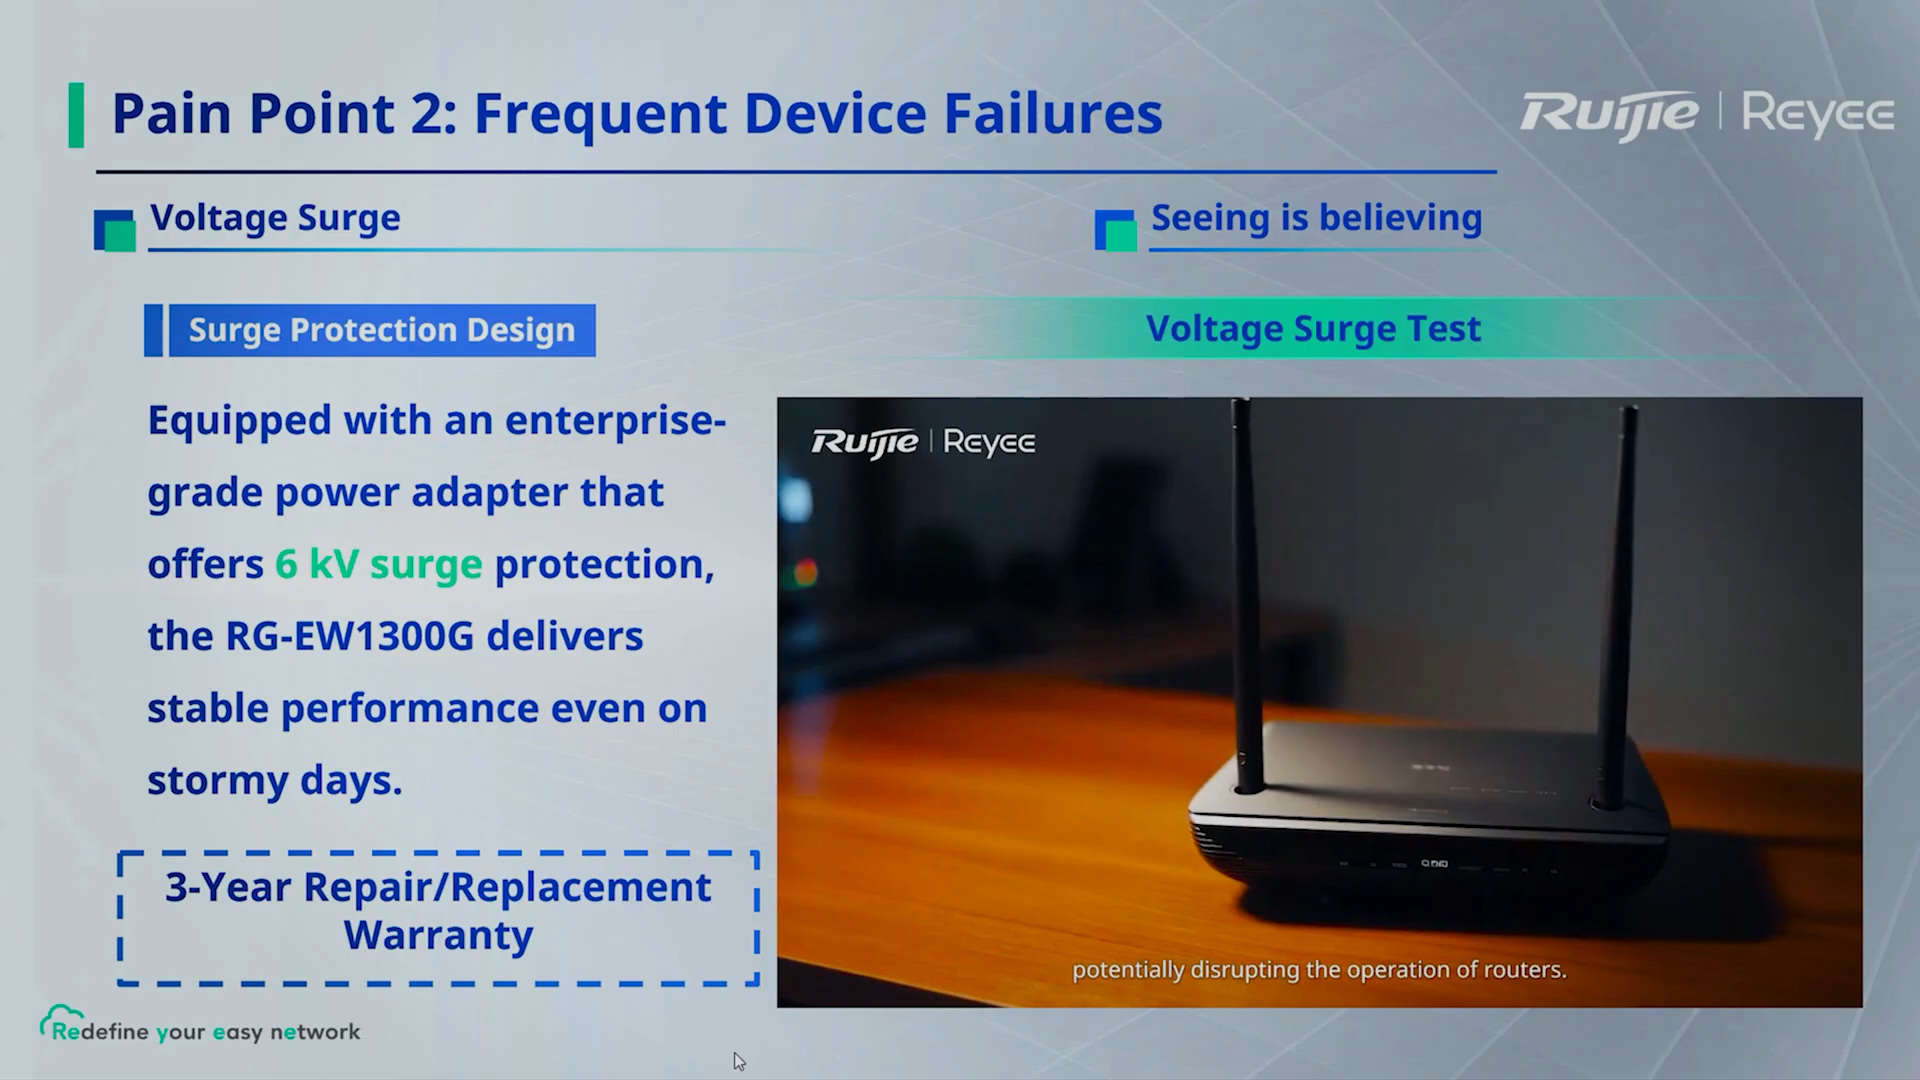 Pain Point 2: Frequent Device Failures
Ruijie | Reyee
Voltage Surge
Seeing is believing
Surge Protection Design
Voltage Surge Test
Equipped with an enterprise-
grade power adapter that
offers 6 kV surge protection,
the RG-EW1300G delivers
stable performance even on
stormy days.
3-Year Repair/Replacement
Warranty
Ruijie | Reyee
potentially disrupting the operation of routers.
Redefine your easy network